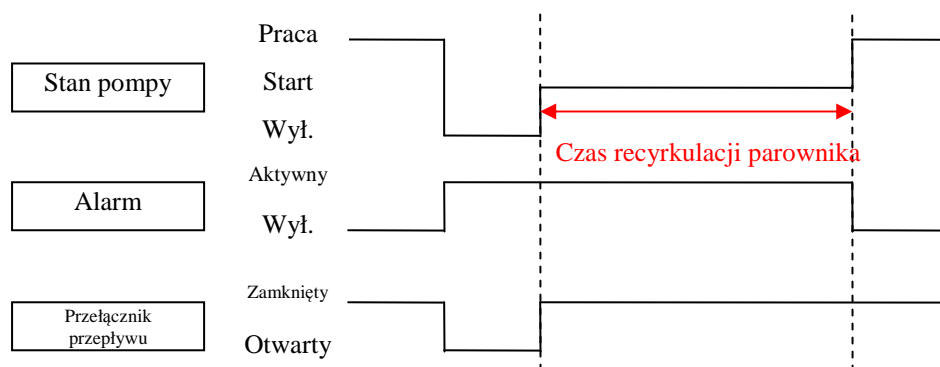 Praca
Stan pompy
Start
Wył.
Czas recyrkulacji parownika
Aktywny
Alarm
Wył.
Zamknięty
Przełącznik
przepływu
Otwarty